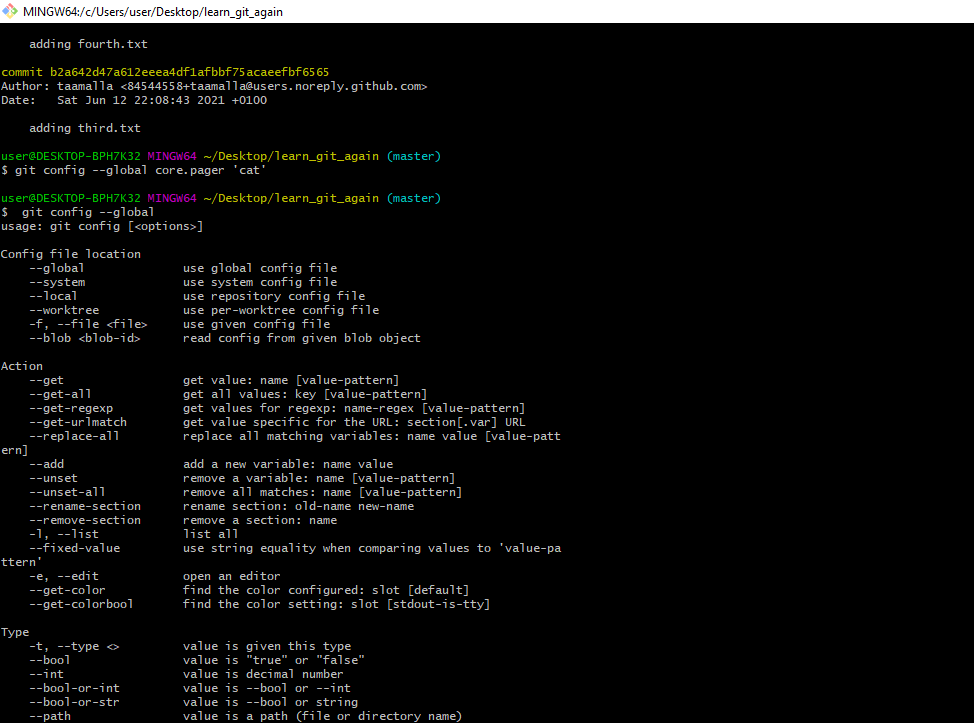 MINGW64:/c/Users/user/Desktop/learn_git_again
adding fourth.txt
commit b2a642d47a612eeea4df1afbbf75acaeefbf6565
Author: taamalla <84544558+taamalla@users.noreply.github.com>
Date:   Sat Jun 12 22:08:43 2021 +0100
adding third.txt
user@DESKTOP-BPH7K32 MINGW64 ~/Desktop/learn_git_again (master)
$ git config --global core.pager 'cat'
user@DESKTOP-BPH7K32 MINGW64 ~/Desktop/learn_git_again (master)
$  git config --global
usage: git config [<options>]
Config file location
    --global              use global config file
    --system              use system config file
    --local               use repository config file
    --worktree            use per-worktree config file
    -f, --file <file>     use given config file
    --blob <blob-id>      read config from given blob object
Action
    --get                 get value: name [value-pattern]
    --get-all             get all values: key [value-pattern]
    --get-regexp          get values for regexp: name-regex [value-pattern]
    --get-urlmatch        get value specific for the URL: section[.var] URL
    --replace-all         replace all matching variables: name value [value-patt
ern]
    --add                 add a new variable: name value
    --unset               remove a variable: name [value-pattern]
    --unset-all           remove all matches: name [value-pattern]
    --rename-section      rename section: old-name new-name
    --remove-section      remove a section: name
    -l, --list            list all
    --fixed-value         use string equality when comparing values to 'value-pa
ttern'
    -e, --edit            open an editor
    --get-color           find the color configured: slot [default]
    --get-colorbool       find the color setting: slot [stdout-is-tty]
Type
    -t, --type <>         value is given this type
    --bool                value is "true" or "false"
    --int                 value is decimal number
    --bool-or-int         value is --bool or --int
    --bool-or-str         value is --bool or string
    --path                value is a path (file or directory name)